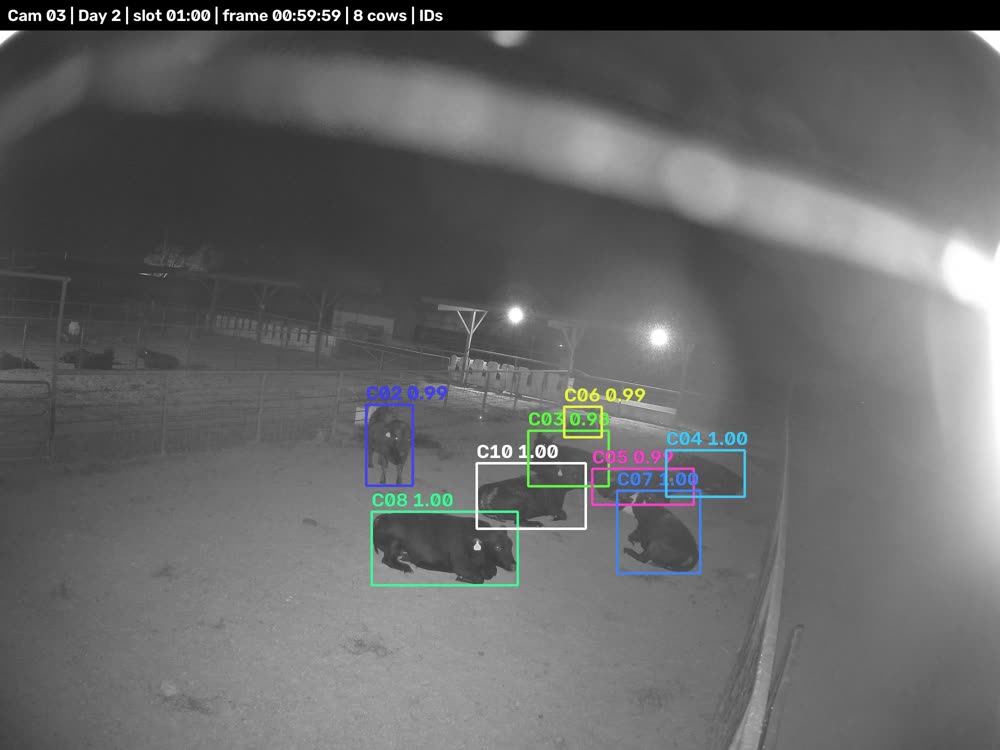 Cam 03 | Day 2 | slot 01:00 | frame 00:59:59 | 8 cows | IDs
C02 0.99
C06 0.99
C03 0.98
C04 1.00
C10 1.00
C05 0.99
C07 1.00
C08 1.00